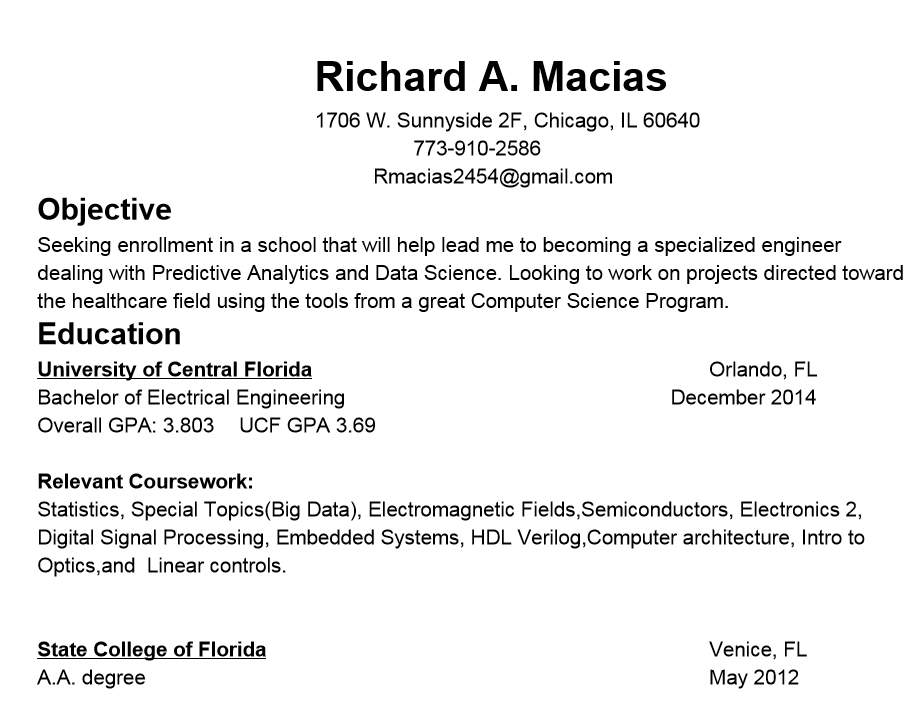 Richard A. Macias
1706 W. Sunnyside 2F, Chicago, IL 60640
773-910-2586
Rmacias2454@gmail.com
Objective
Seeking enrollment in a school that will help lead me to becoming a specialized engineer
dealing with Predictive Analytics and Data Science. Looking to work on projects directed toward
the healthcare field using the tools from a great Computer Science Program.
Education
University of Central Florida Orlando, FL
Bachelor of Electrical Engineering December 2014
Overall GPA: 3.803 UCF GPA 3.69
Relevant Coursework:
Statistics, Special Topics(Big Data), Electromagnetic Fields,Semiconductors, Electronics 2,
Digital Signal Processing, Embedded Systems, HDL Verilog,Computer architecture, Intro to
Optics,and Linear controls.
State College of Florida Venice, FL
A.A. degree May 2012